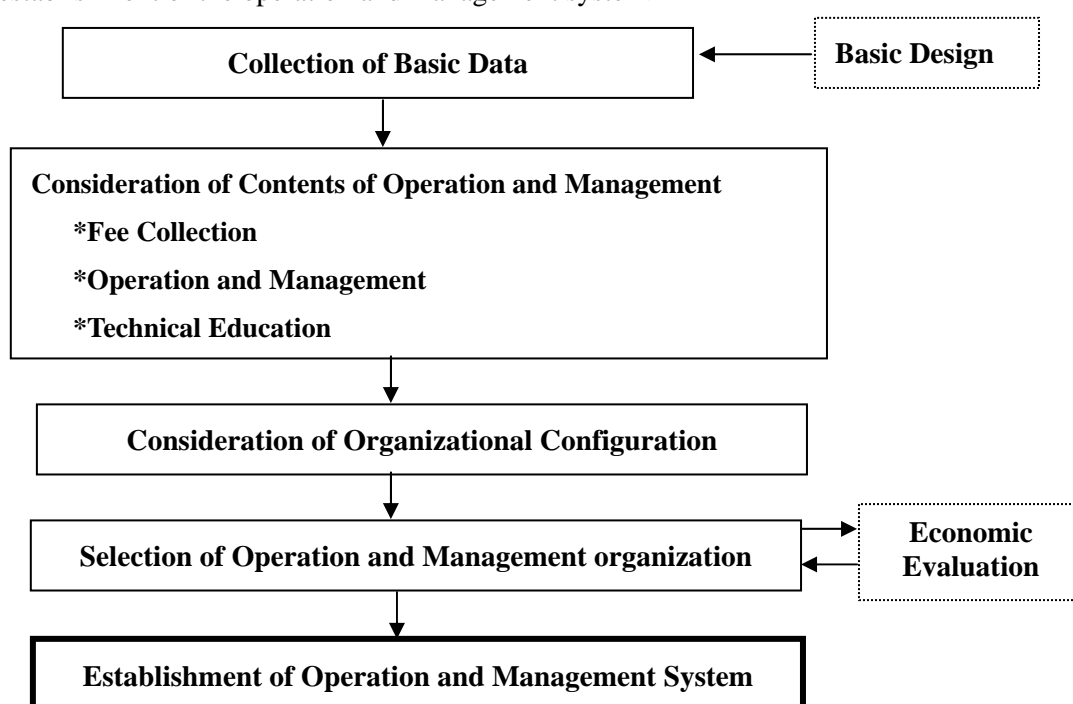 Collection of Basic Data
Basic Design
Consideration of Contents of Operation and Management
*Fee Collection
*Operation and Management
*Technical Education
Consideration of Organizational Configuration
Selection of Operation and Management organization
Economic
Evaluation
Establishment of Operation and Management System